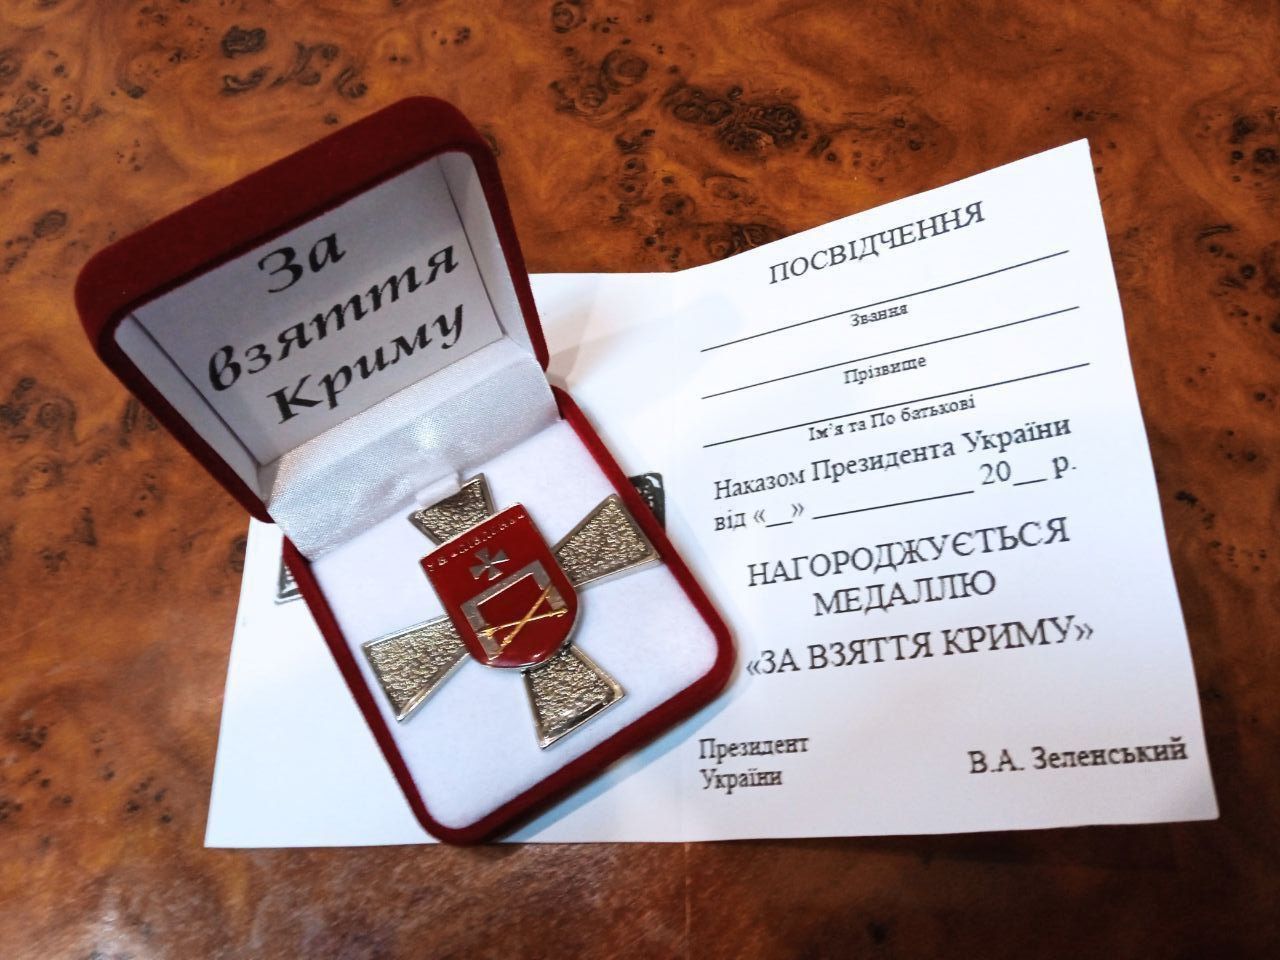 За
взяття
Криму
ПОСВІДЧЕННЯ
Звання
Прізвище
Ім'я та По батькові
Наказом Президента України
від «__» ____________ 20__ р.
НАГОРОДЖУЄТЬСЯ
МЕДАЛЛЮ
«ЗА ВЗЯТТЯ КРИМУ»
Президент
України
В.А. Зеленський